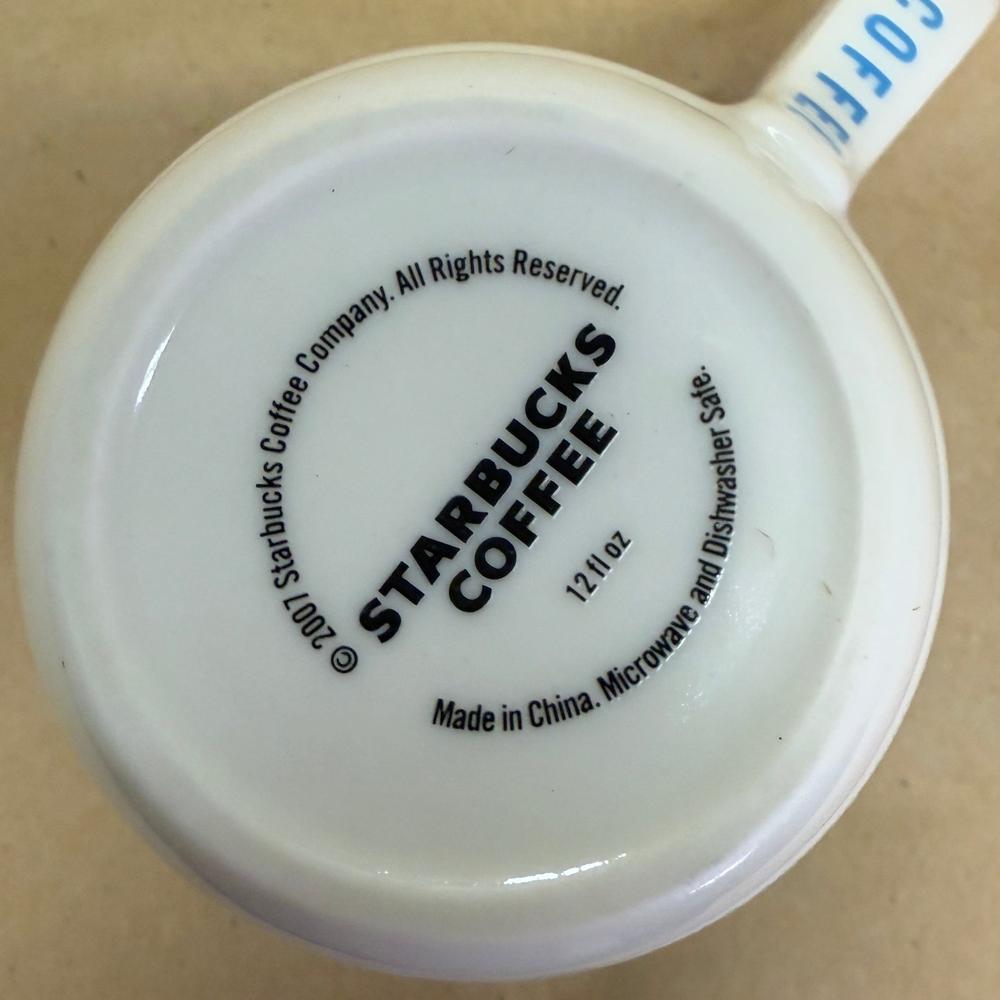 © 2007 Starbucks Coffee Company. All Rights Reserved.
STARBUCKS
COFFEE
12 fl oz
Made in China. Microwave and Dishwasher Safe.
COFFEE